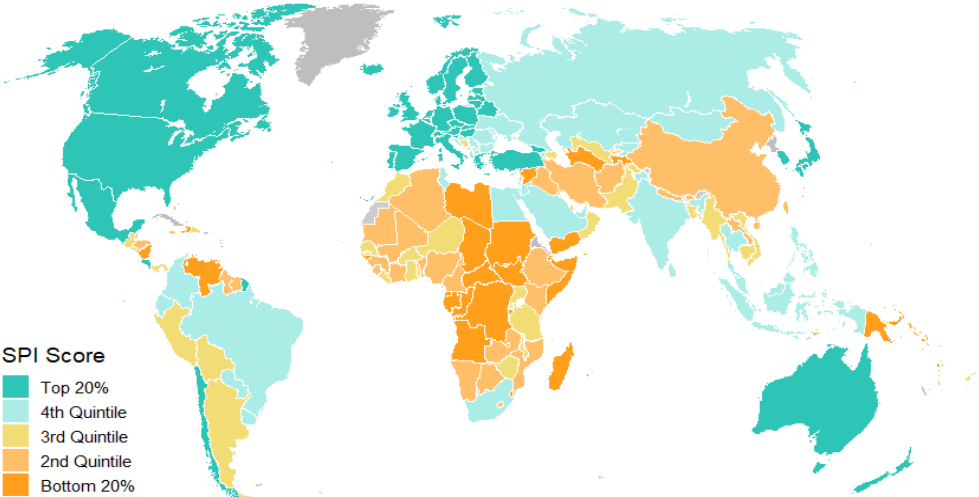 SPI Score
Top 20%
4th Quintile
3rd Quintile
2nd Quintile
Bottom 20%